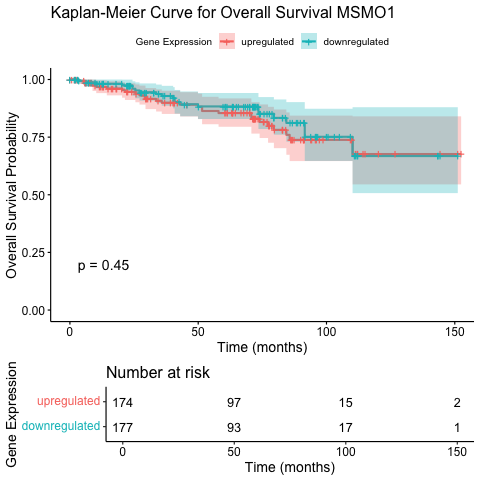 Kaplan-Meier Curve for Overall Survival MSMO1
Gene Expression upregulated downregulated
Overall Survival Probability
1.00
0.75
0.50
0.25
0.00
p = 0.45
0 50 100 150
Time (months)
Number at risk
Gene Expression
upregulated 174 97 15 2
downregulated 177 93 17 1
0 50 100 150
Time (months)